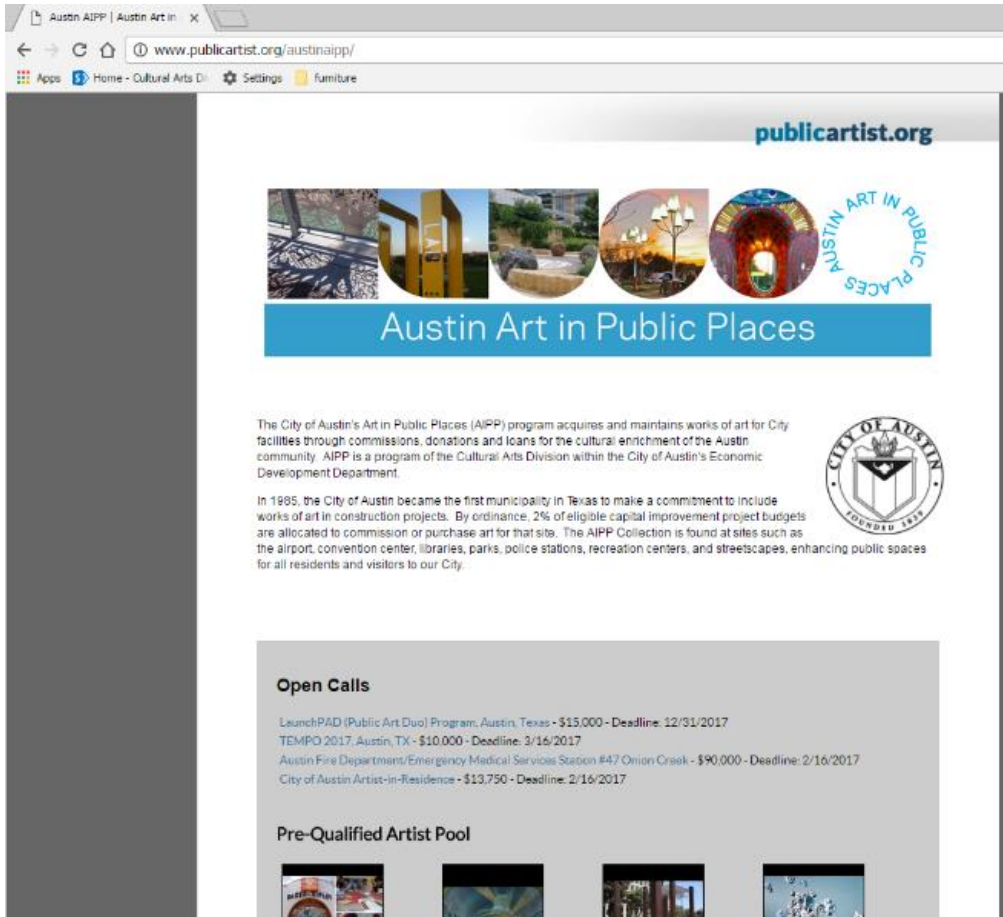 Austin AIPP | Austin Art in
www.publicartist.org/austinaipp/
Apps Home - Cultural Arts Di Settings furniture
publicartist.org
AUSTIN ART IN PUBLIC PLACES
Austin Art in Public Places
The City of Austin's Art in Public Places (AIPP) program acquires and maintains works of art for City
facilities through commissions, donations and loans for the cultural enrichment of the Austin
community. AIPP is a program of the Cultural Arts Division within the City of Austin's Economic
Development Department.
CITY OF AUSTIN
FOUNDED 1839
In 1985, the City of Austin became the first municipality in Texas to make a commitment to include
works of art in construction projects. By ordinance, 2% of eligible capital improvement project budgets
are allocated to commission or purchase art for that site. The AIPP Collection is found at sites such as
the airport, convention center, libraries, parks, police stations, recreation centers, and streetscapes, enhancing public spaces
for all residents and visitors to our City.
Open Calls
LaunchPAD (Public Art Duo) Program, Austin, Texas - $15,000 - Deadline: 12/31/2017
TEMPO 2017, Austin, TX - $10,000 - Deadline: 3/16/2017
Austin Fire Department/Emergency Medical Services Station #47 Onion Creek - $90,000 - Deadline: 2/16/2017
City of Austin Artist-in-Residence - $13,750 - Deadline: 2/16/2017
Pre-Qualified Artist Pool